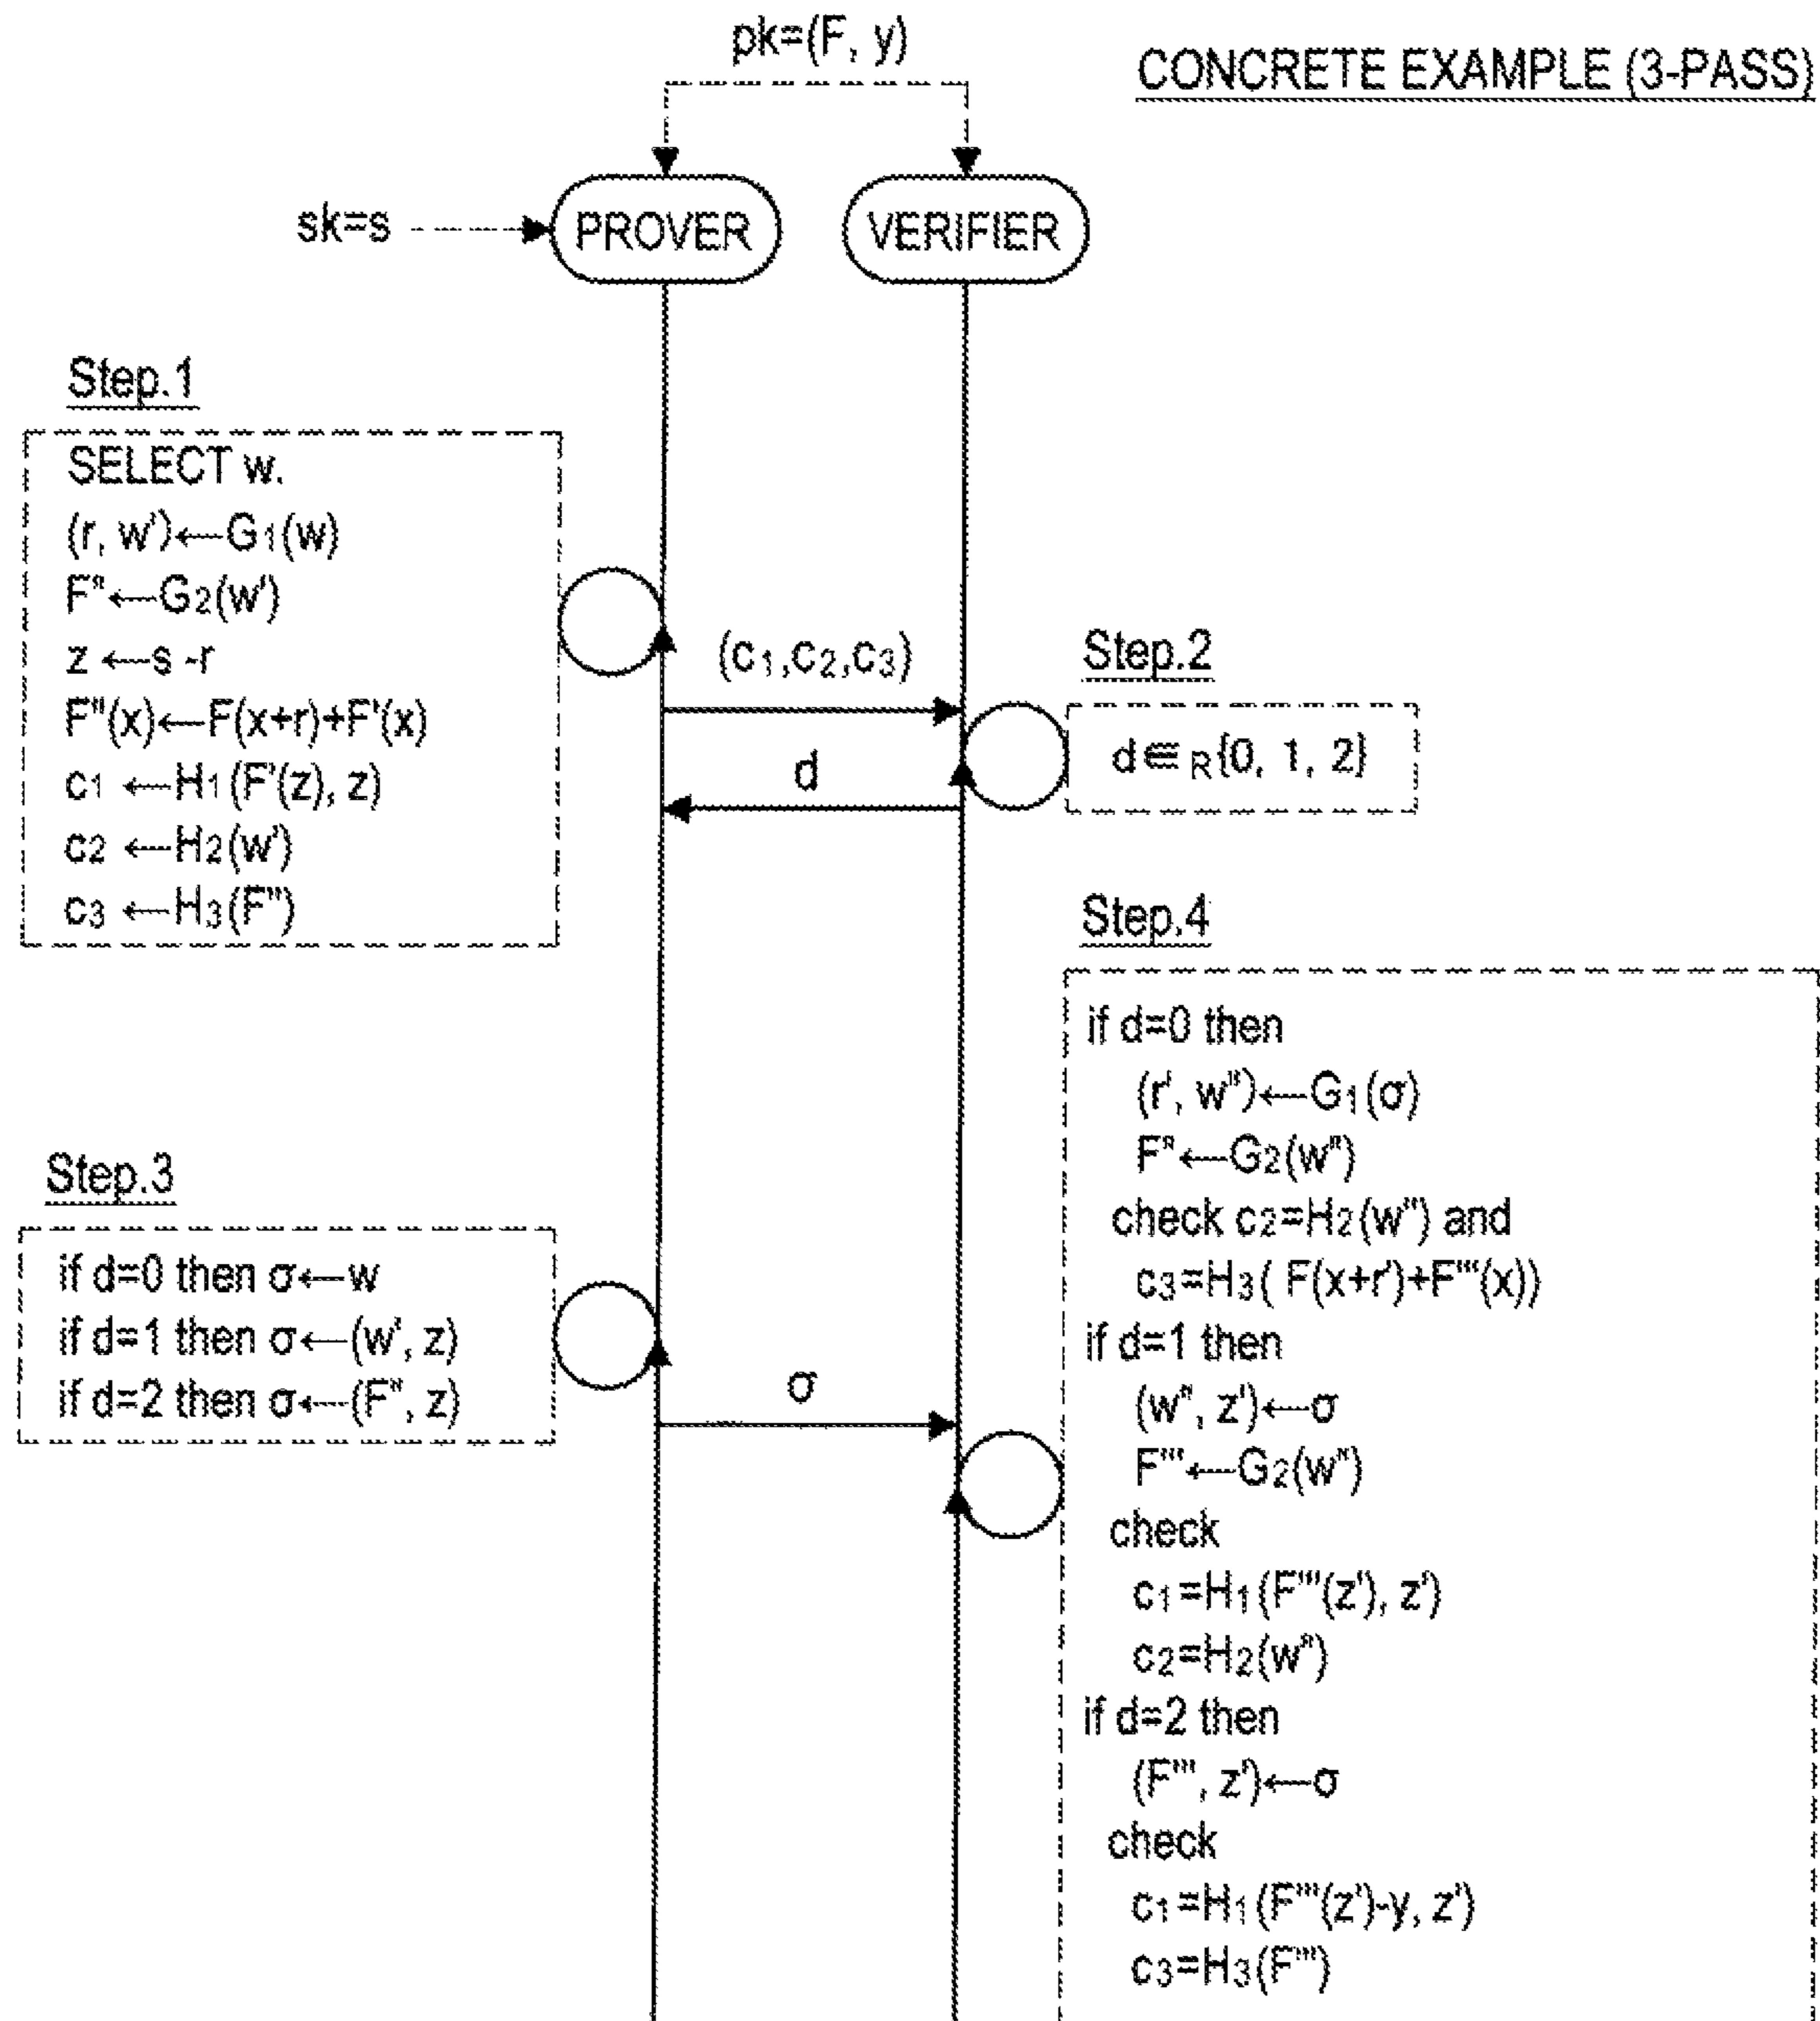 pk=(F, y)
CONCRETE EXAMPLE (3-PASS)
sk=s
PROVER
VERIFIER
Step.1
SELECT w.
(r, w')←G1(w)
F"←G2(w')
z ←s -r
F"(x)←F(x+r)+F'(x)
c1 ←H1(F'(z), z)
c2 ←H2(w')
c3 ←H3(F")
(c1,c2,c3)
Step.2
d∈R{0, 1, 2}
d
Step.3
if d=0 then σ←w
if d=1 then σ←(w', z)
if d=2 then σ←(F", z)
σ
Step.4
if d=0 then
(r', w")←G1(σ)
F"←G2(w")
check c2=H2(w") and
c3=H3( F(x+r')+F'''(x))
if d=1 then
(w", z')←σ
F'''←G2(w")
check
c1=H1(F'''(z'), z')
c2=H2(w")
if d=2 then
(F''', z')←σ
check
c1=H1(F'''(z')-y, z')
c3=H3(F''')